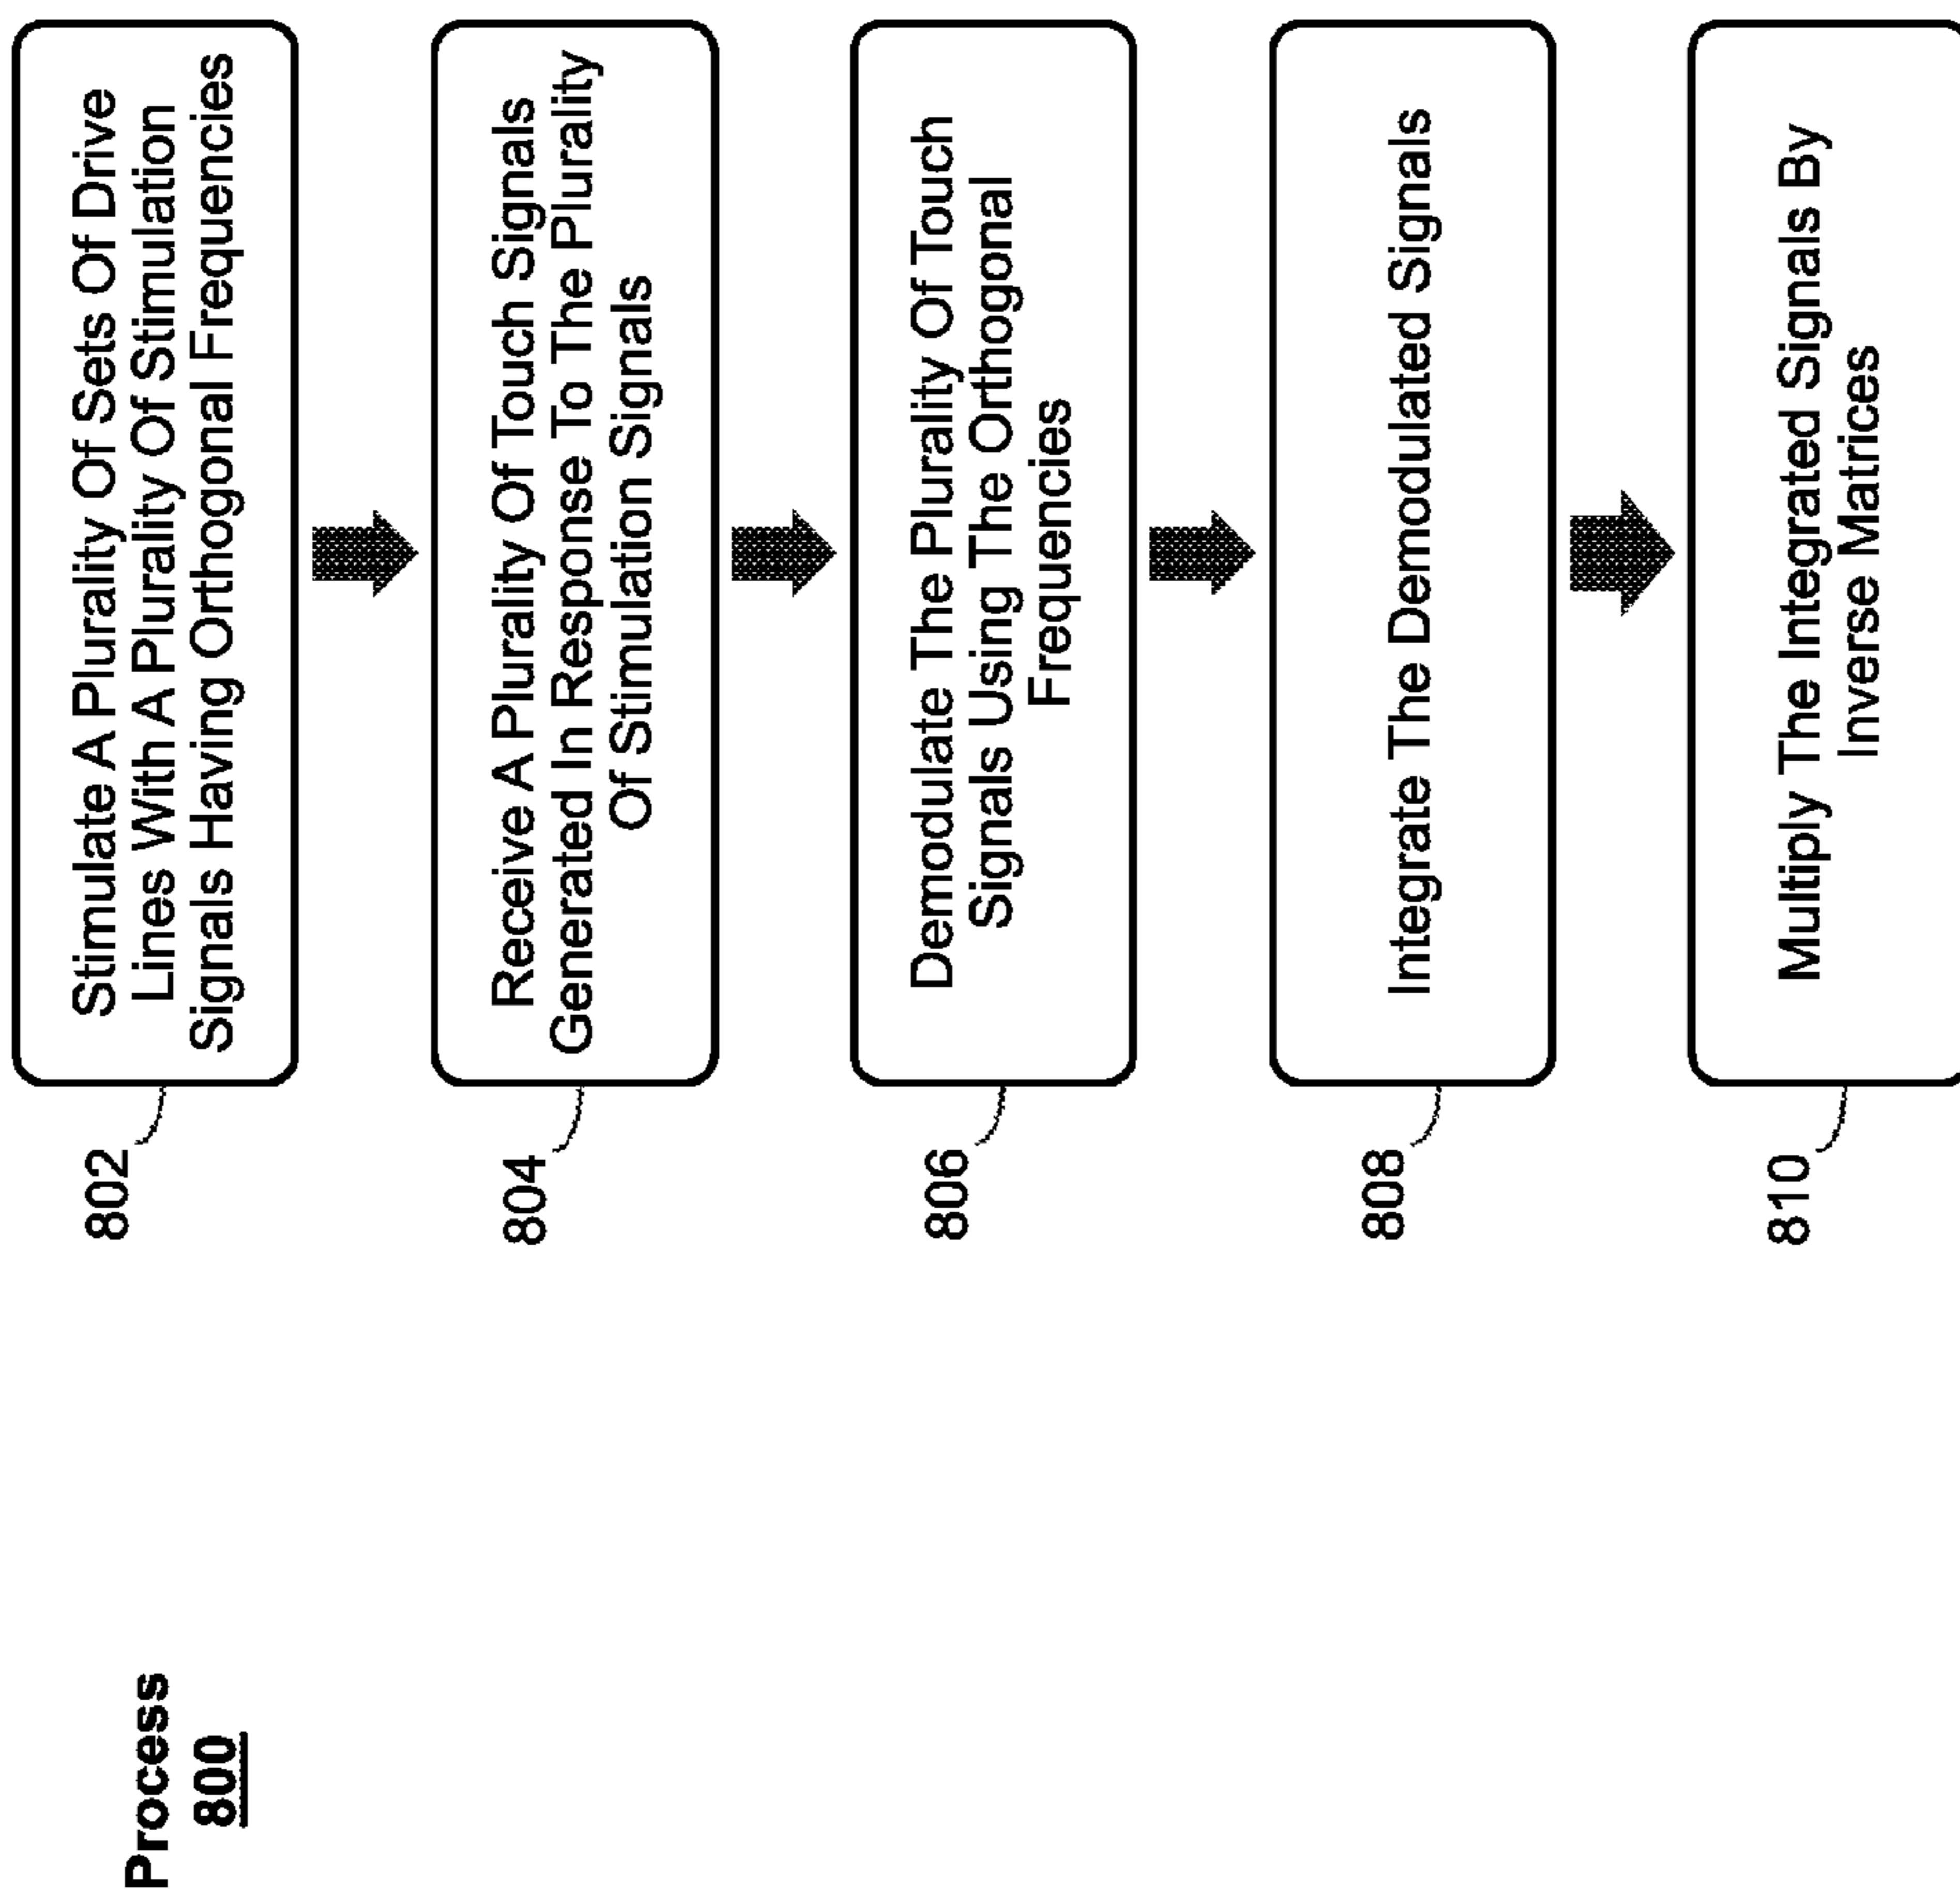 Process
800
802
Stimulate A Plurality Of Sets Of Drive
Lines With A Plurality Of Stimulation
Signals Having Orthogonal Frequencies
804
Receive A Plurality Of Touch Signals
Generated In Response To The Plurality
Of Stimulation Signals
806
Demodulate The Plurality Of Touch
Signals Using The Orthogonal
Frequencies
808
Integrate The Demodulated Signals
810
Multiply The Integrated Signals By
Inverse Matrices